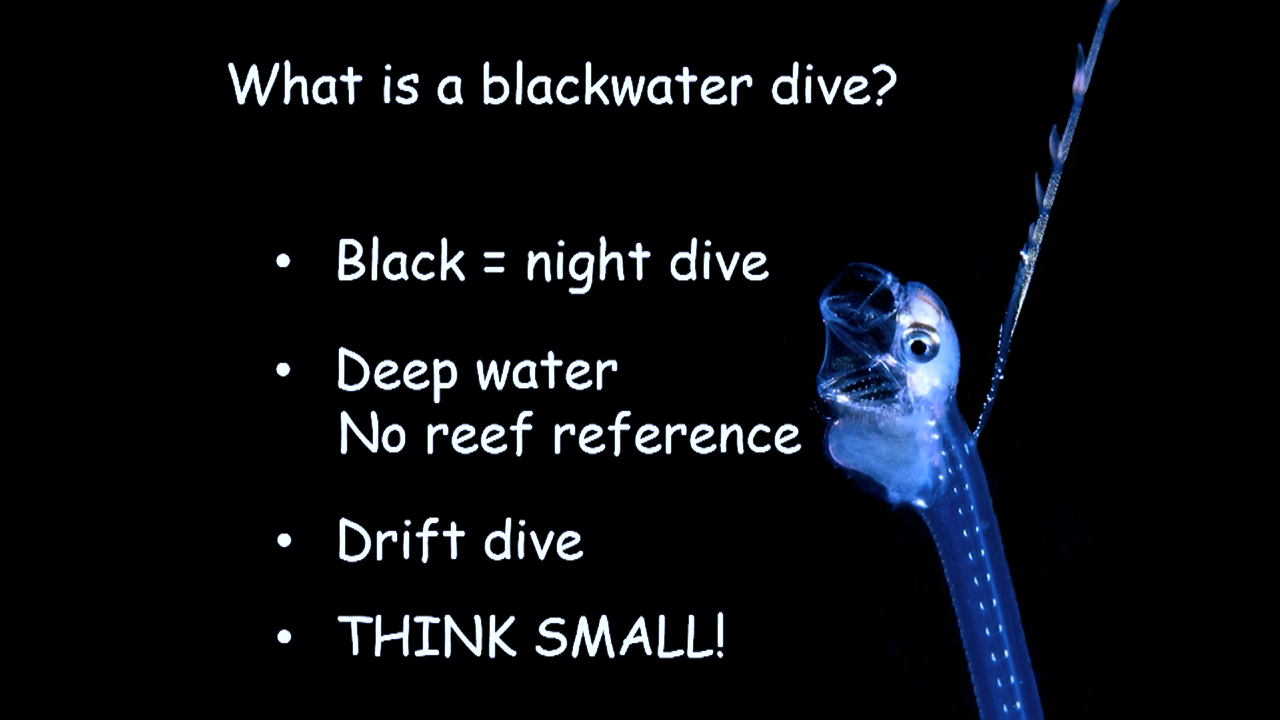 What is a blackwater dive?
• Black = night dive
• Deep water
No reef reference
• Drift dive
• THINK SMALL!